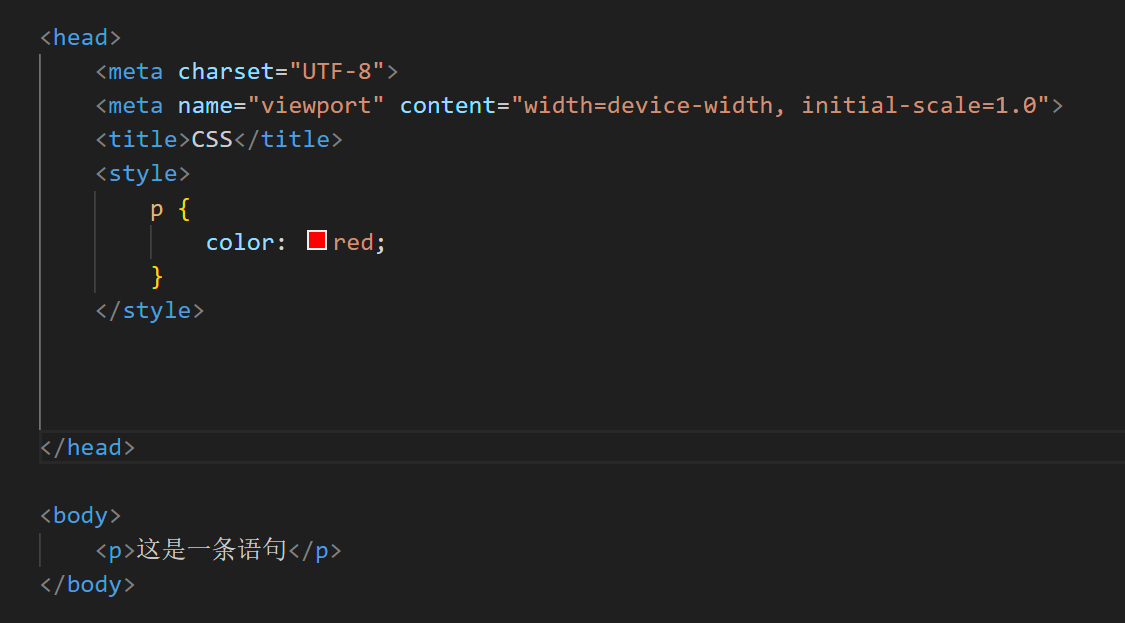 <head>
<meta charset="UTF-8">
<meta name="viewport" content="width=device-width, initial-scale=1.0">
<title>CSS</title>
<style>
p {
color: red;
}
</style>
</head>
<body>
<p>这是一条语句</p>
</body>